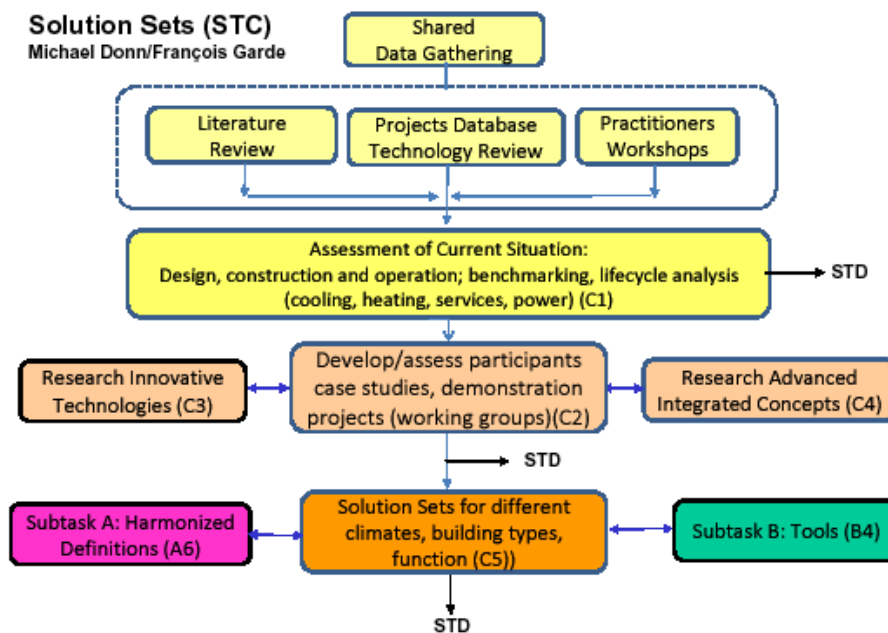 Solution Sets (STC)
Michael Donn/François Garde
Shared
Data Gathering
Literature
Review
Projects Database
Technology Review
Practitioners
Workshops
Assessment of Current Situation:
Design, construction and operation; benchmarking, lifecycle analysis
(cooling, heating, services, power) (C1)
STD
Research Innovative
Technologies (C3)
Develop/assess participants
case studies, demonstration
projects (working groups)(C2)
Research Advanced
Integrated Concepts (C4)
STD
Subtask A: Harmonized
Definitions (A6)
Solution Sets for different
climates, building types,
function (C5))
Subtask B: Tools (B4)
STD